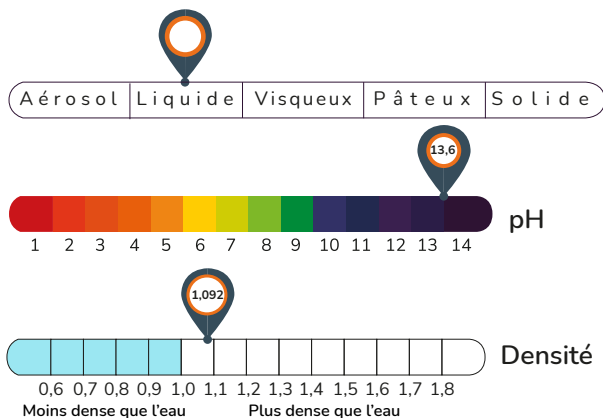 Aérosol Liquide Visqueux Pâteux Solide
13,6
pH
1 2 3 4 5 6 7 8 9 10 11 12 13 14
1,092
Densité
0,6 0,7 0,8 0,9 1,0 1,1 1,2 1,3 1,4 1,5 1,6 1,7 1,8
Moins dense que l'eau Plus dense que l'eau